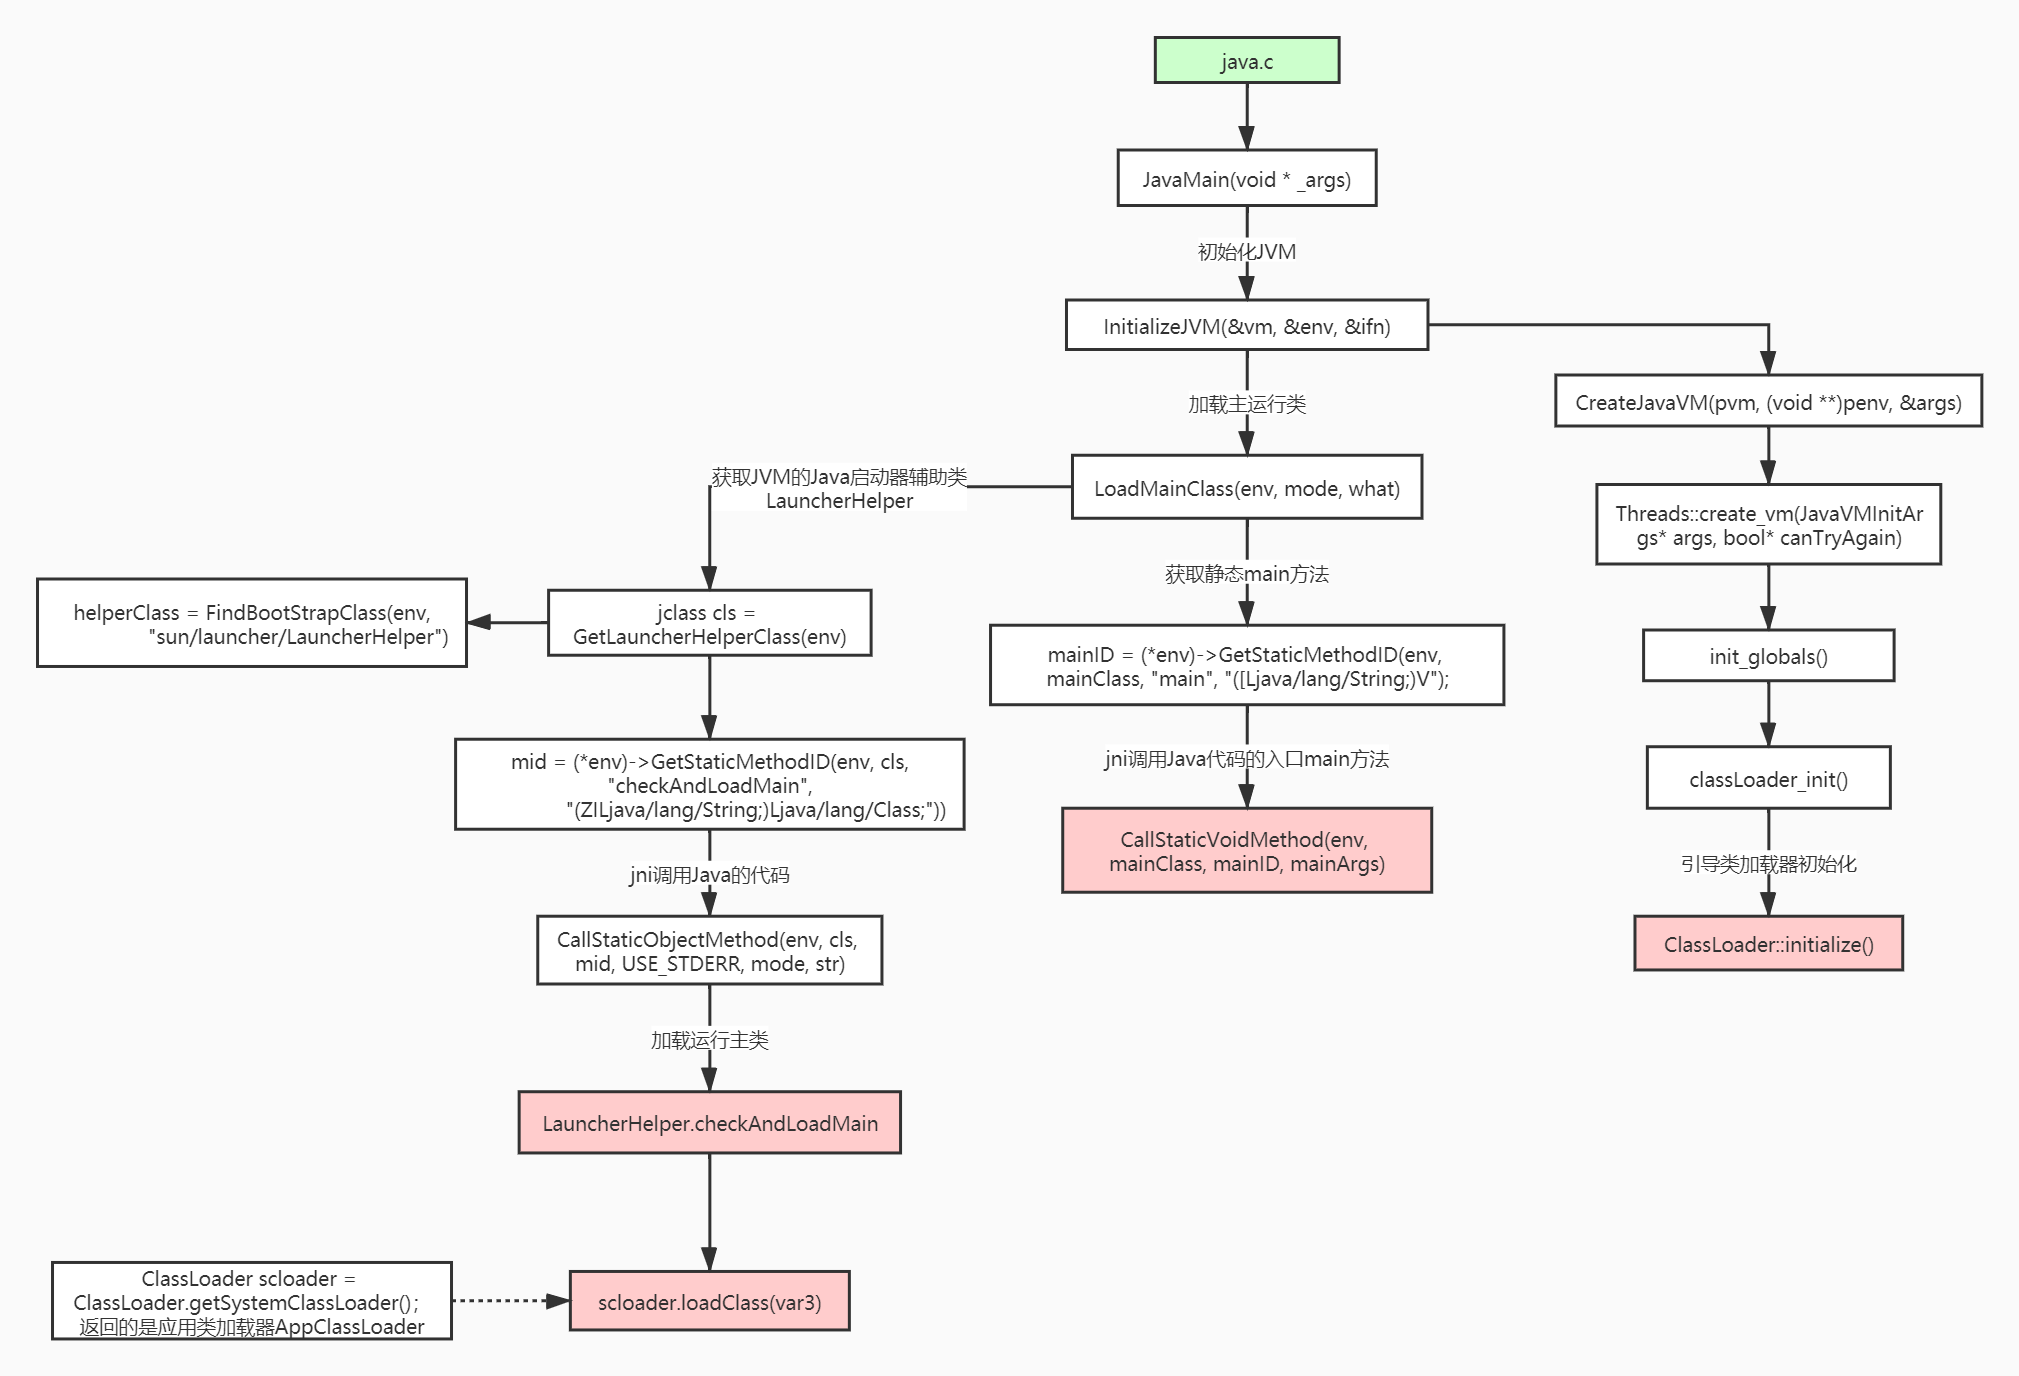 java.c
JavaMain(void * _args)
初始化JVM
InitializeJVM(&vm, &env, &ifn)
CreateJavaVM(pvm, (void **)penv, &args)
加载主运行类
获取JVM的Java启动器辅助类
LauncherHelper
LoadMainClass(env, mode, what)
Threads::create_vm(JavaVMInitAr
gs* args, bool* canTryAgain)
获取静态main方法
helperClass = FindBootStrapClass(env,
"sun/launcher/LauncherHelper")
jclass cls =
GetLauncherHelperClass(env)
mainID = (*env)->GetStaticMethodID(env,
mainClass, "main", "([Ljava/lang/String;)V");
init_globals()
mid = (*env)->GetStaticMethodID(env, cls,
"checkAndLoadMain",
"(ZILjava/lang/String;)Ljava/lang/Class;"))
jni调用Java代码的入口main方法
classLoader_init()
jni调用Java的代码
CallStaticVoidMethod(env,
mainClass, mainID, mainArgs)
引导类加载器初始化
CallStaticObjectMethod(env, cls,
mid, USE_STDERR, mode, str)
ClassLoader::initialize()
加载运行主类
LauncherHelper.checkAndLoadMain
ClassLoader scloader =
ClassLoader.getSystemClassLoader();
返回的是应用类加载器AppClassLoader
scloader.loadClass(var3)